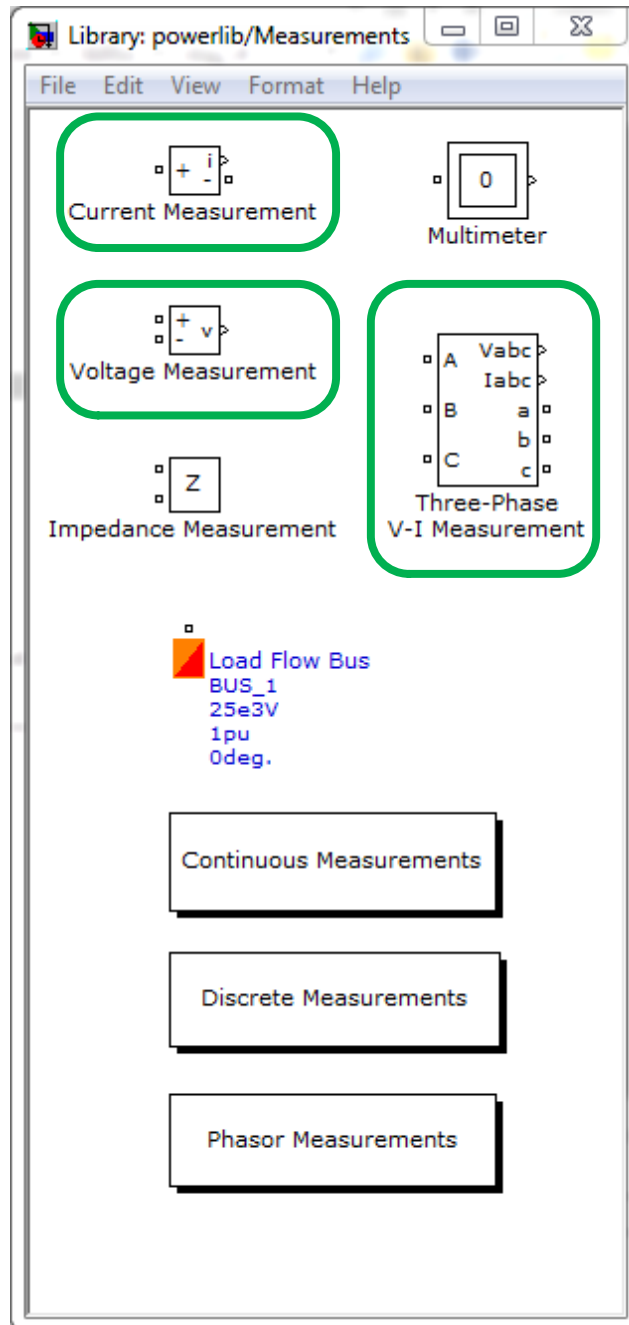 Library: powerlib/Measurements
File Edit View Format Help
+ i
-
Current Measurement
0
Multimeter
+
- v
Voltage Measurement
A Vabc
Iabc
B a
b
C c
Three-Phase
V-I Measurement
Z
Impedance Measurement
Load Flow Bus
BUS_1
25e3V
1pu
0deg.
Continuous Measurements
Discrete Measurements
Phasor Measurements